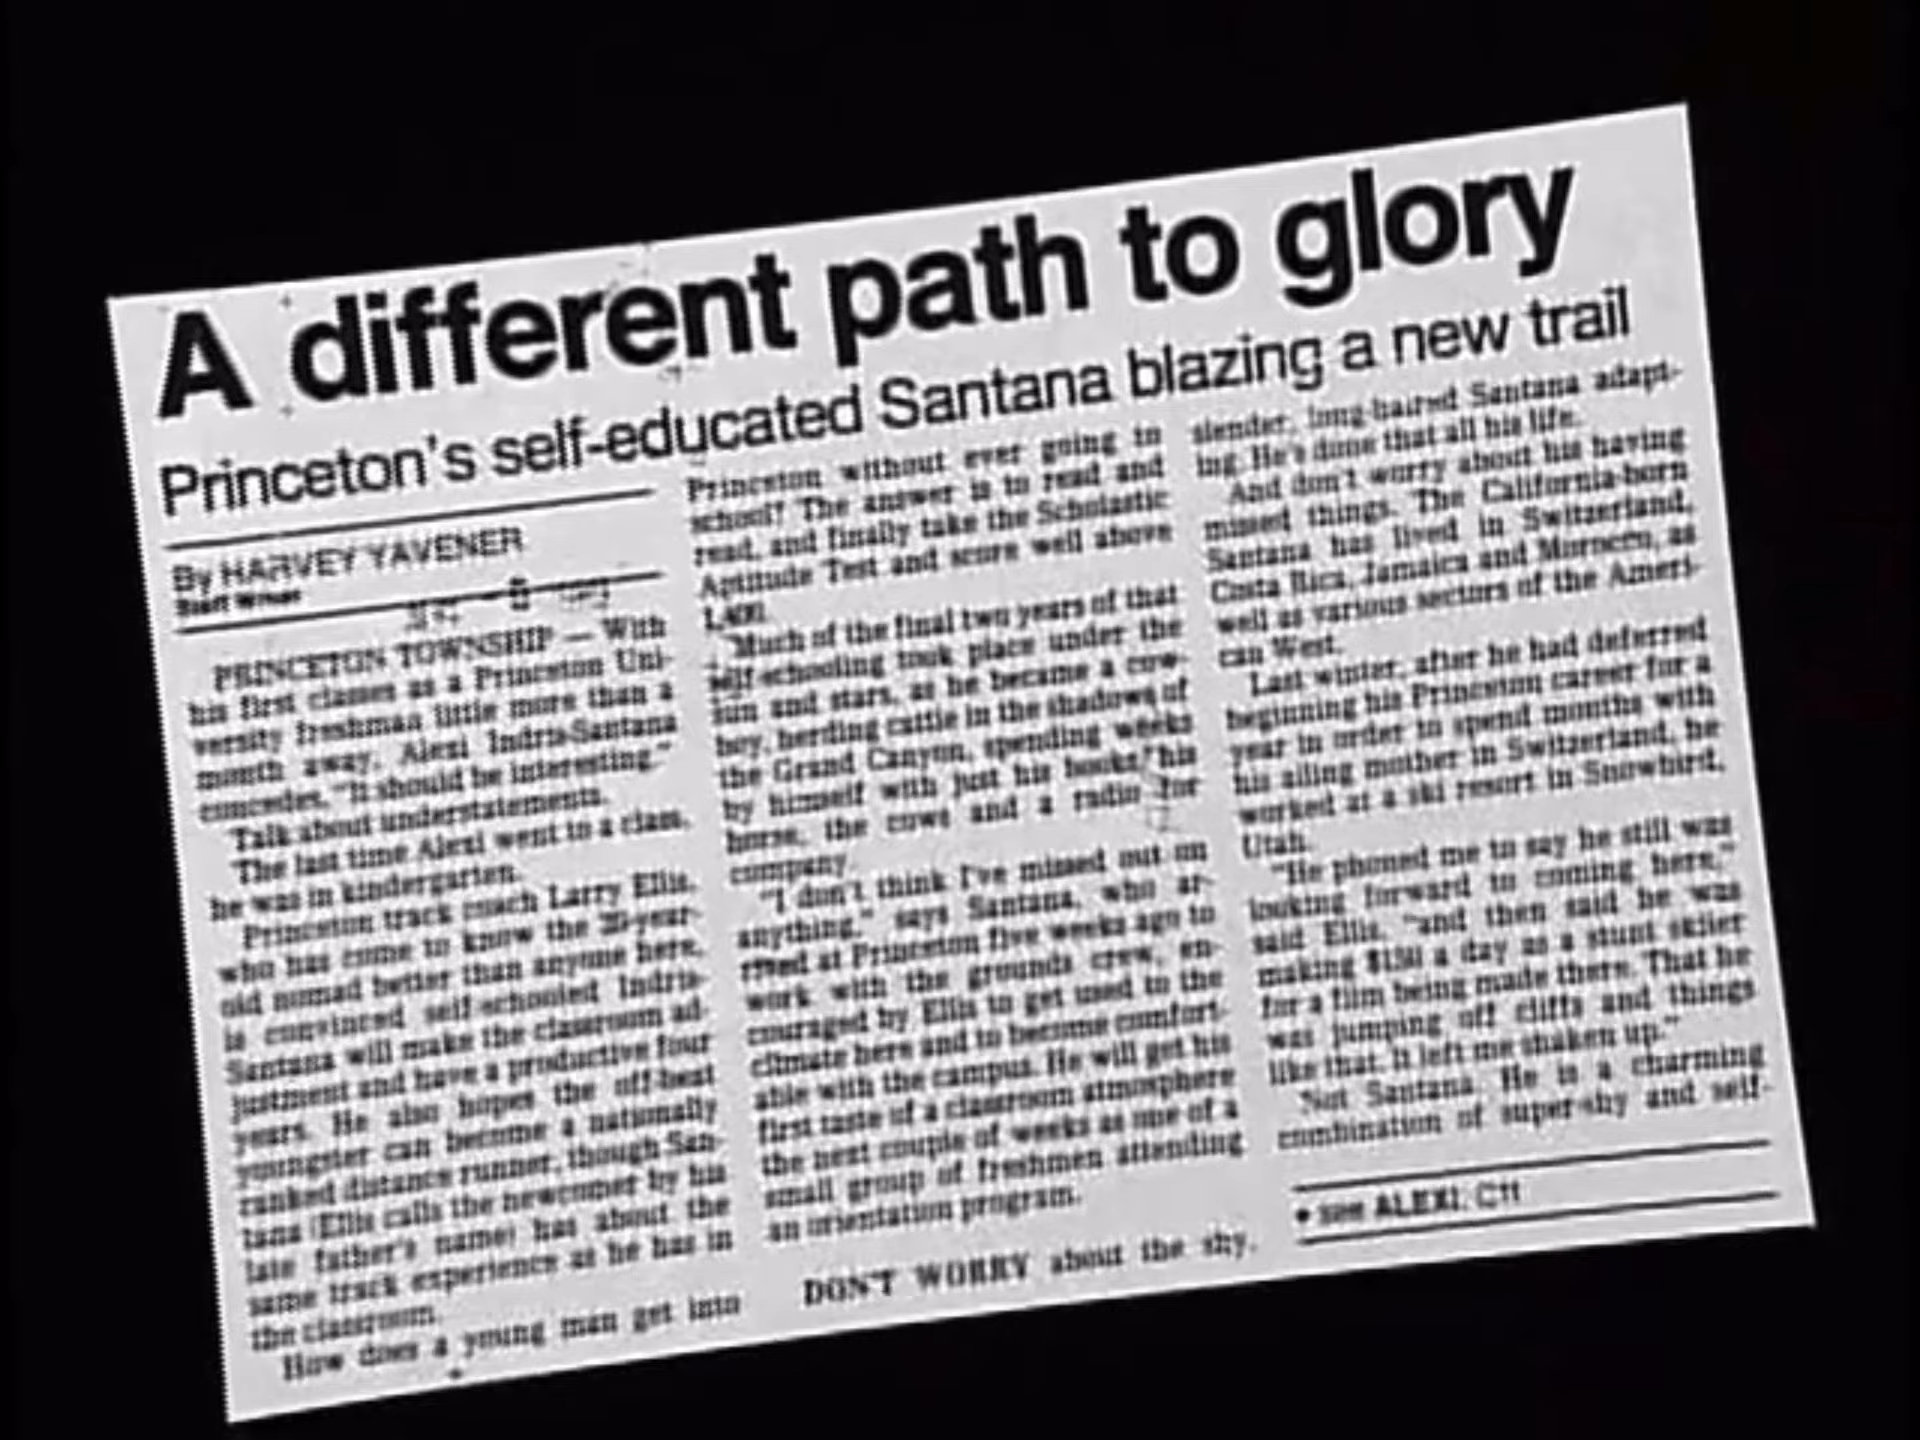 A different path to glory
Princeton's self-educated Santana blazing a new trail
By HARVEY YAVENER
Staff Writer
PRINCETON TOWNSHIP — With
his first classes as a Princeton Uni-
versity freshman little more than a
month away, Alexi Indris-Santana
concedes, "It should be interesting."
Talk about understatements.
The last time Alexi went to a class,
he was in kindergarten.
Princeton track coach Larry Ellis,
who has come to know the 20-year-
old nomad better than anyone here,
is convinced self-schooled Indris-
Santana will make the classroom ad-
justment and have a productive four
years. He also hopes the off-beat
youngster can become a nationally
ranked distance runner, though San-
tana (Ellis calls the newcomer by his
late father's name) has about the
same track experience as he has in
the classroom.
How does a young man get into
Princeton without ever going to
school? The answer is to read and
read, and finally take the Scholastic
Aptitude Test and score well above
1,400.
Much of the final two years of that
self-schooling took place under the
sun and stars, as he became a cow-
boy, herding cattle in the shadows of
the Grand Canyon, spending weeks
by himself with just his books, his
horse, the cows and a radio for
company.
"I don't think I've missed out on
anything," says Santana, who ar-
rived at Princeton five weeks ago to
work with the grounds crew, en-
couraged by Ellis to get used to the
climate here and to become comfort-
able with the campus. He will get his
first taste of a classroom atmosphere
the next couple of weeks as one of a
small group of freshmen attending
an orientation program.
DON'T WORRY about the shy,
slender, long-haired Santana adapt-
ing. He's done that all his life.
And don't worry about his having
missed things. The California-born
Santana has lived in Switzerland,
Costa Rica, Jamaica and Morocco, as
well as various sectors of the Ameri-
can West.
Last winter, after he had deferred
beginning his Princeton career for a
year in order to spend months with
his ailing mother in Switzerland, he
worked at a ski resort in Snowbird,
Utah.
"He phoned me to say he still was
looking forward to coming here,"
said Ellis, "and then said he was
making $150 a day as a stunt skier
for a film being made there. That he
was jumping off cliffs and things
like that. It left me shaken up."
Not Santana. He is a charming
combination of super-shy and self-
• see ALEXI, C11